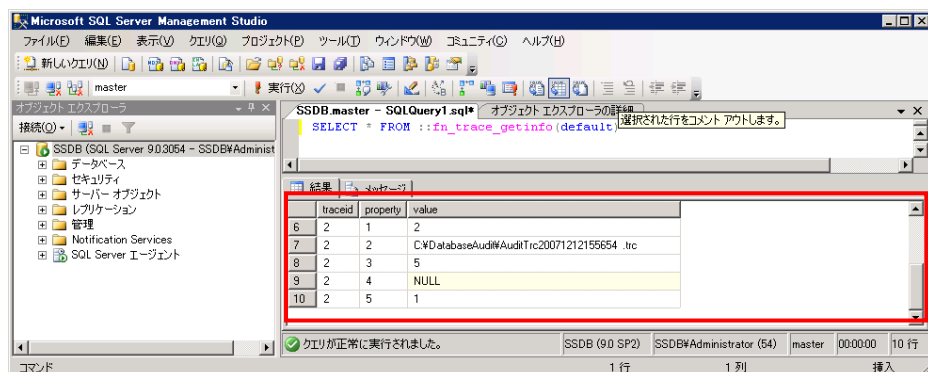 Microsoft SQL Server Management Studio
ファイル(F) 編集(E) 表示(V) クエリ(Q) プロジェクト(P) ツール(T) ウィンドウ(W) コミュニティ(C) ヘルプ(H)
新しいクエリ(N)
master 実行(X)
オブジェクト エクスプローラ
SSDB.master - SQLQuery1.sql* オブジェクト エクスプローラの詳細
選択された行をコメント アウトします。
接続(O)
SELECT * FROM ::fn_trace_getinfo(default)
SSDB (SQL Server 9.0.3054 - SSDB¥Administ
データベース
セキュリティ
サーバー オブジェクト
レプリケーション
管理
Notification Services
SQL Server エージェント
結果 メッセージ
traceid property value
6 2 1 2
7 2 2 C:¥DatabaseAudit¥AuditTrc20071212155654 .trc
8 2 3 5
9 2 4 NULL
10 2 5 1
クエリが正常に実行されました。 SSDB (9.0 SP2) SSDB¥Administrator (54) master 00:00:00 10 行
コマンド 1 行 1 列 挿入